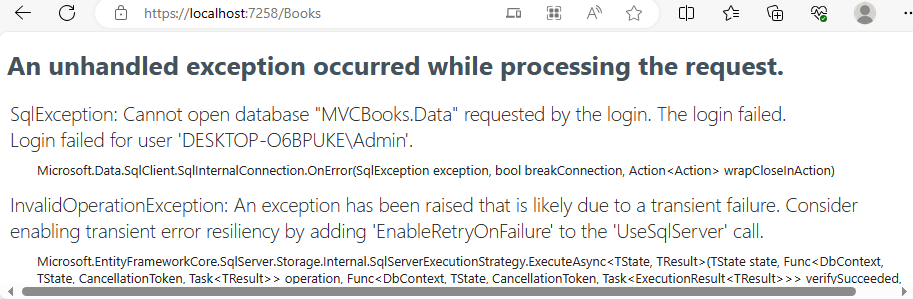 https://localhost:7258/Books
An unhandled exception occurred while processing the request.
SqlException: Cannot open database "MVCBooks.Data" requested by the login. The login failed.
Login failed for user 'DESKTOP-O6BPUKE\Admin'.
Microsoft.Data.SqlClient.SqlInternalConnection.OnError(SqlException exception, bool breakConnection, Action<Action> wrapCloseInAction)
InvalidOperationException: An exception has been raised that is likely due to a transient failure. Consider
enabling transient error resiliency by adding 'EnableRetryOnFailure' to the 'UseSqlServer' call.
Microsoft.EntityFrameworkCore.SqlServer.Storage.Internal.SqlServerExecutionStrategy.ExecuteAsync<TState, TResult>(TState state, Func<DbContext,
TState, CancellationToken, Task<TResult>> operation, Func<DbContext, TState, CancellationToken, Task<ExecutionResult<TResult>>> verifySucceeded,